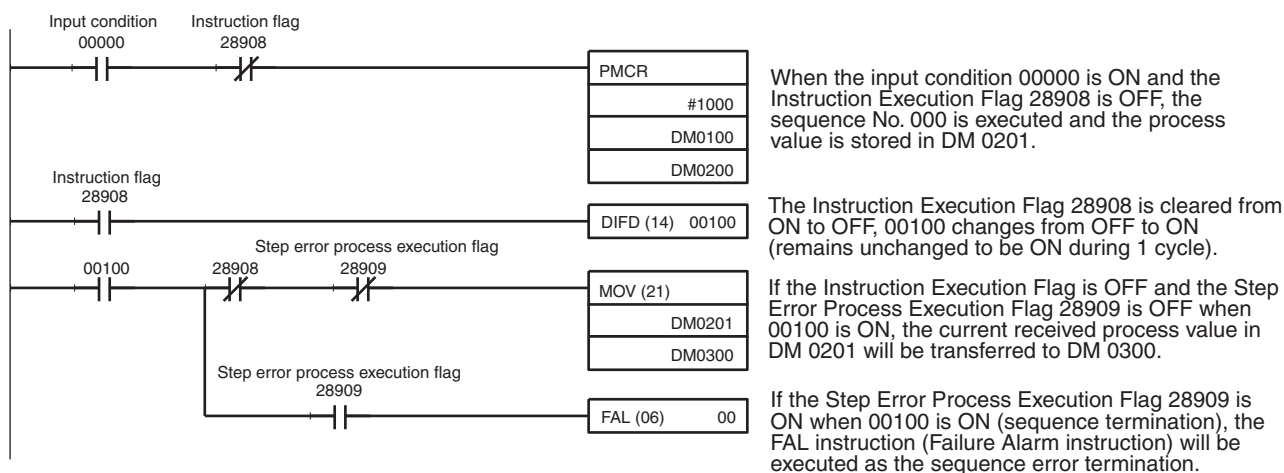 Input condition
00000
Instruction flag
28908
PMCR
#1000
DM0100
DM0200
When the input condition 00000 is ON and the
Instruction Execution Flag 28908 is OFF, the
sequence No. 000 is executed and the process
value is stored in DM 0201.
Instruction flag
28908
DIFD (14) 00100
The Instruction Execution Flag 28908 is cleared from
ON to OFF, 00100 changes from OFF to ON
(remains unchanged to be ON during 1 cycle).
Step error process execution flag
00100
28908
28909
MOV (21)
DM0201
DM0300
If the Instruction Execution Flag is OFF and the Step
Error Process Execution Flag 28909 is OFF when
00100 is ON, the current received process value in
DM 0201 will be transferred to DM 0300.
Step error process execution flag
28909
FAL (06) 00
If the Step Error Process Execution Flag 28909 is
ON when 00100 is ON (sequence termination), the
FAL instruction (Failure Alarm instruction) will be
executed as the sequence error termination.